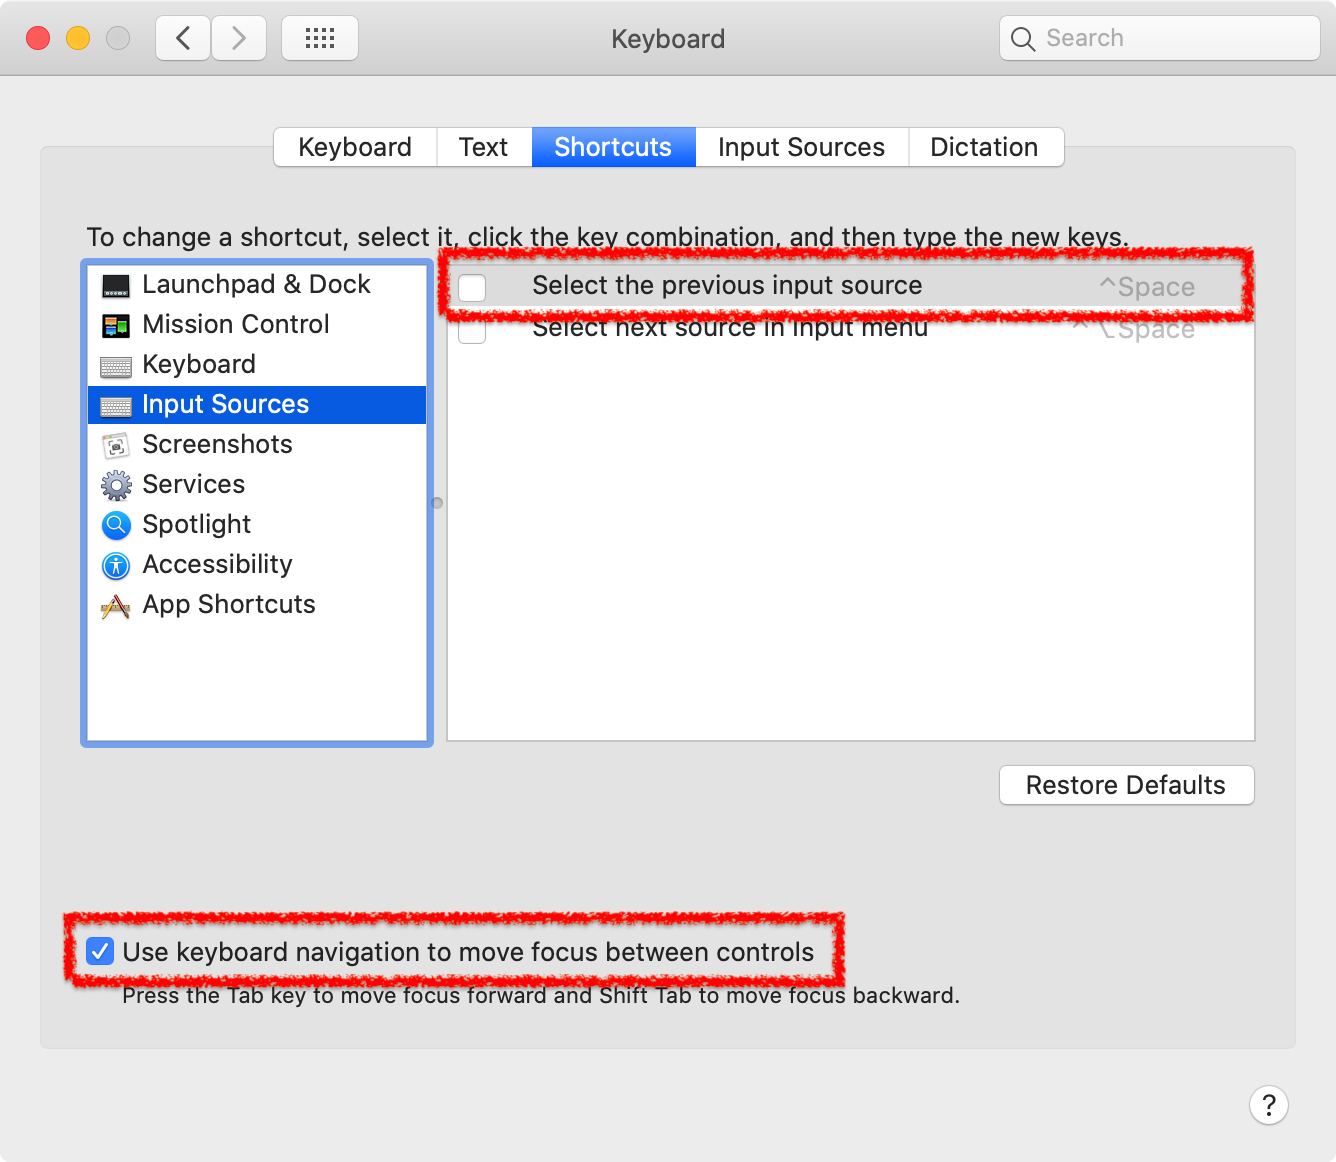 Keyboard
Search
Keyboard Text Shortcuts Input Sources Dictation
To change a shortcut, select it, click the key combination, and then type the new keys.
Launchpad & Dock
Mission Control
Keyboard
Input Sources
Screenshots
Services
Spotlight
Accessibility
App Shortcuts
Select the previous input source ^Space
Select next source in Input menu ^⌥Space
Restore Defaults
Use keyboard navigation to move focus between controls
Press the Tab key to move focus forward and Shift Tab to move focus backward.
?